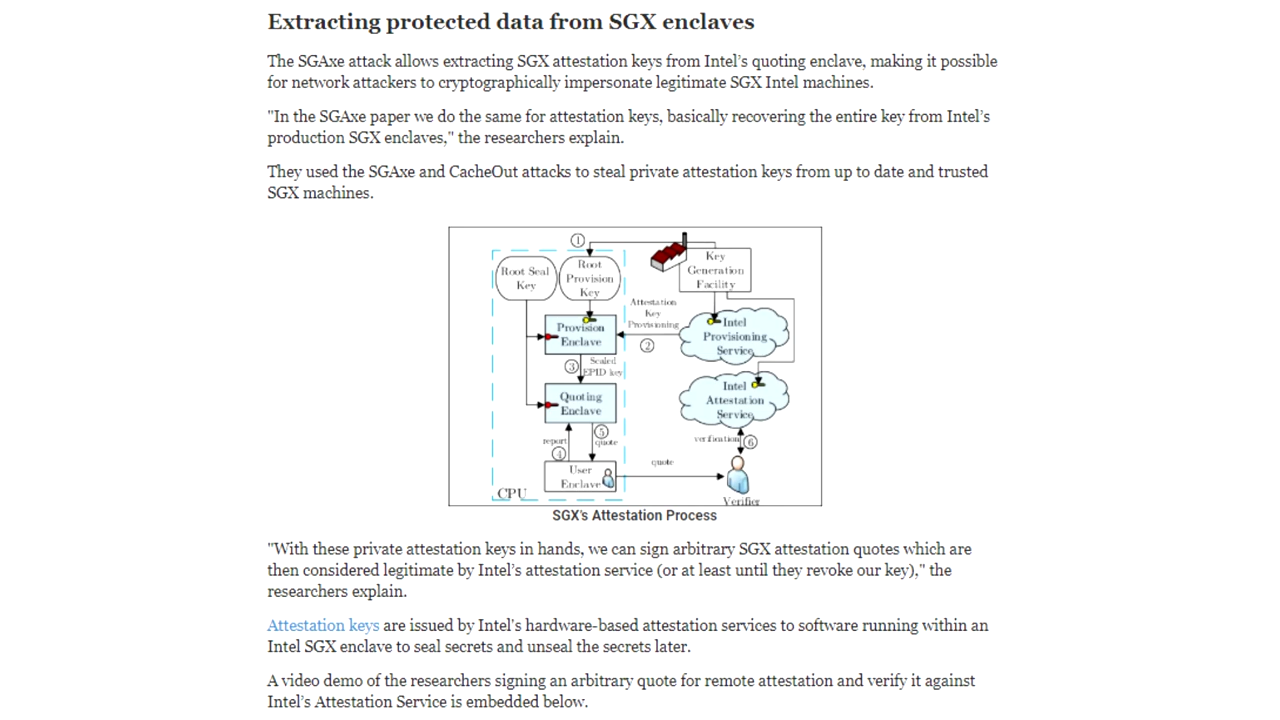 Extracting protected data from SGX enclaves
The SGAxe attack allows extracting SGX attestation keys from Intel's quoting enclave, making it possible
for network attackers to cryptographically impersonate legitimate SGX Intel machines.
"In the SGAxe paper we do the same for attestation keys, basically recovering the entire key from Intel's
production SGX enclaves," the researchers explain.
They used the SGAxe and CacheOut attacks to steal private attestation keys from up to date and trusted
SGX machines.
①
Root Seal
Key
Root
Provision
Key
Key
Generation
Facility
Attestation
Key
Provisioning
②
Provision
Enclave
Intel
Provisioning
Service
③
Sealed
EPID key
Quoting
Enclave
Intel
Attestation
Service
report
④
⑤
quote
verification
⑥
User
Enclave
quote
CPU
Verifier
SGX's Attestation Process
"With these private attestation keys in hands, we can sign arbitrary SGX attestation quotes which are
then considered legitimate by Intel's attestation service (or at least until they revoke our key)," the
researchers explain.
Attestation keys are issued by Intel's hardware-based attestation services to software running within an
Intel SGX enclave to seal secrets and unseal the secrets later.
A video demo of the researchers signing an arbitrary quote for remote attestation and verify it against
Intel's Attestation Service is embedded below.